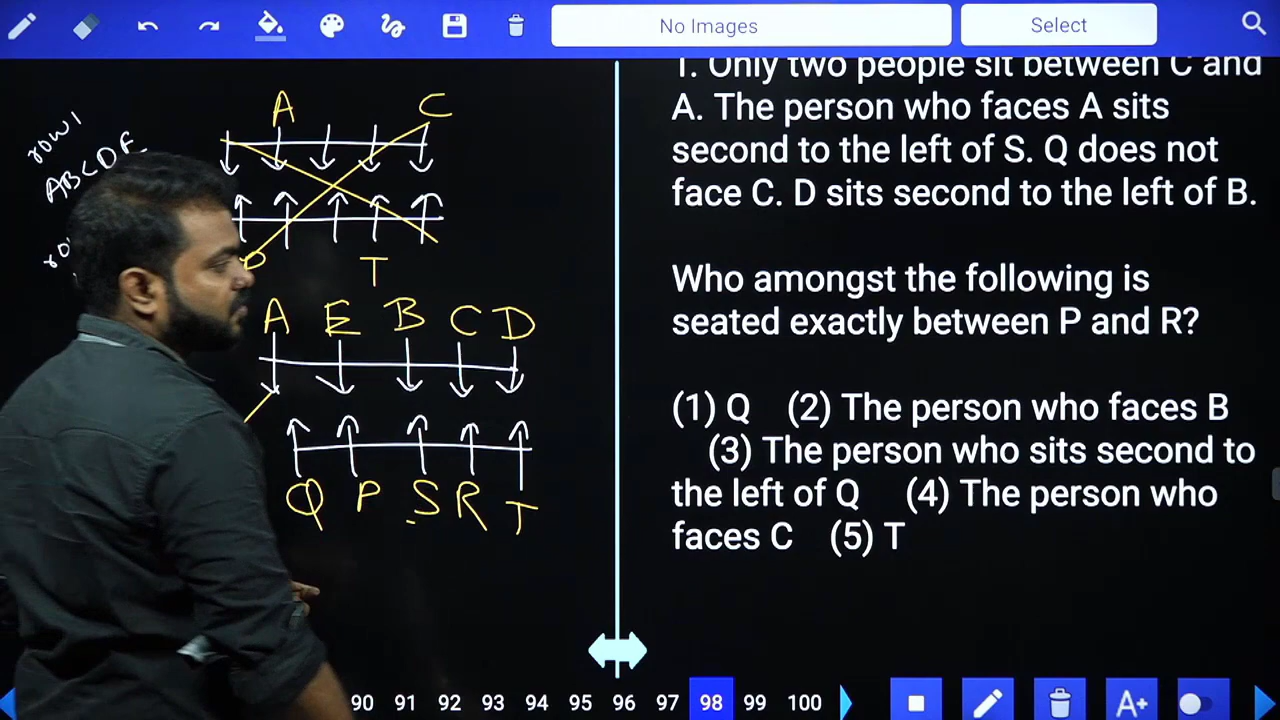 No Images
Select
1. Only two people sit between C and
A. The person who faces A sits
second to the left of S. Q does not
face C. D sits second to the left of B.
Who amongst the following is
seated exactly between P and R?
(1) Q (2) The person who faces B
(3) The person who sits second to
the left of Q (4) The person who
faces C (5) T
row 1
ABCDE
A C
T
A E B C D
Q P S R T
90 91 92 93 94 95 96 97 98 99 100
A+